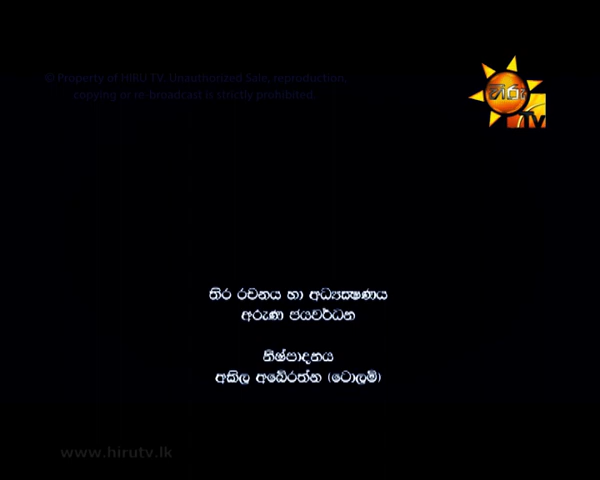 © Property of HIRU TV, Unauthorized Sale, reproduction,
copying or re-broadcast is strictly prohibited.
හිරු
TV
තිර රචනය හා අධ්‍යක්ෂණය
අරුණ ජයවර්ධන
නිෂ්පාදනය
අකිල අබේරත්න (ටොලමි)
www.hirutv.lk